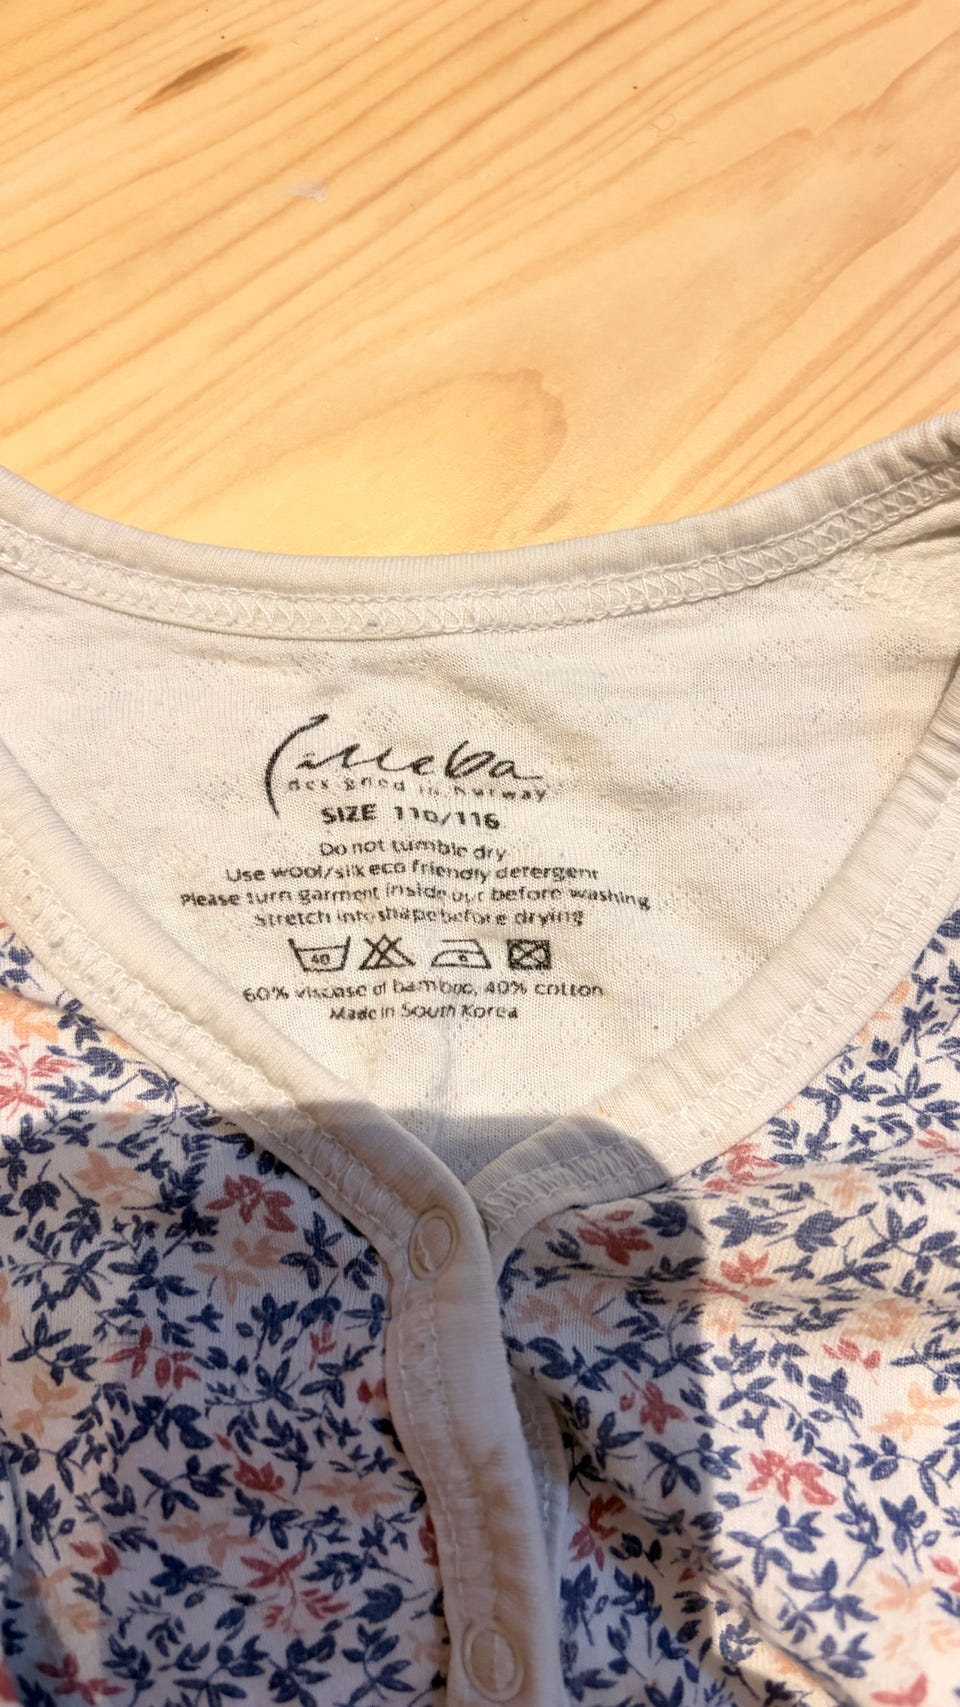 designed in Norway
SIZE 110/116
Do not tumble dry
Use wool/silk eco friendly detergent
Please turn garment inside out before washing
Stretch into shape before drying
40
60% viscose of bamboo, 40% cotton
Made in South Korea